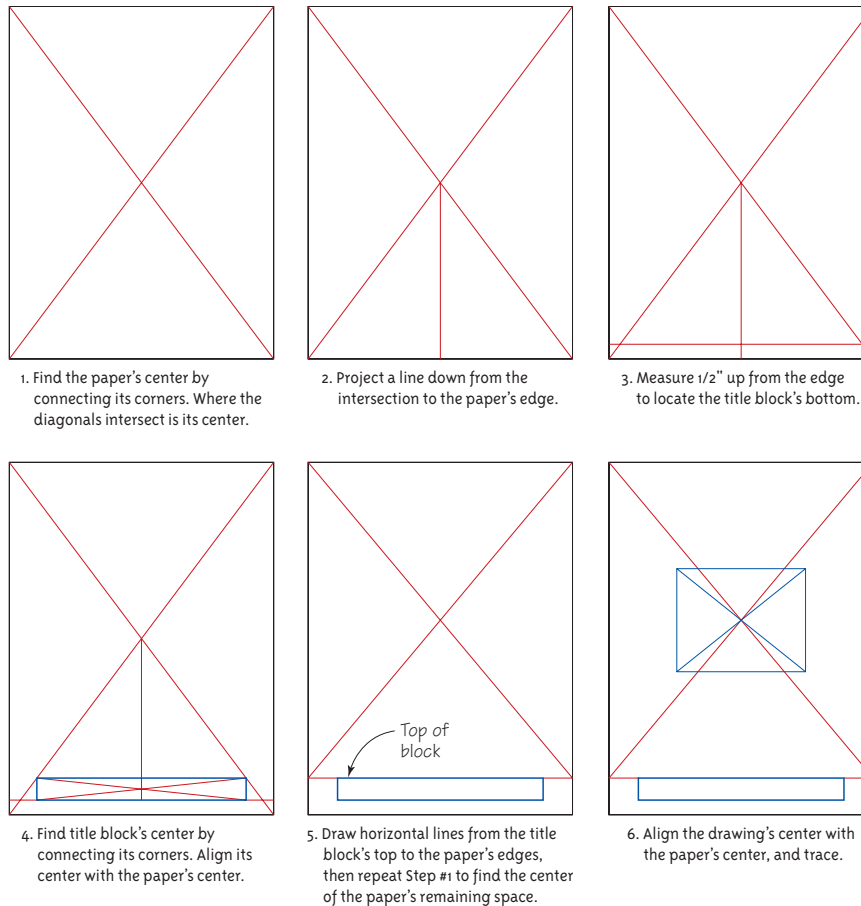 1. Find the paper's center by
connecting its corners. Where the
diagonals intersect is its center.
2. Project a line down from the
intersection to the paper's edge.
3. Measure 1/2" up from the edge
to locate the title block's bottom.
4. Find title block's center by
connecting its corners. Align its
center with the paper's center.
Top of
block
5. Draw horizontal lines from the title
block's top to the paper's edges,
then repeat Step #1 to find the center
of the paper's remaining space.
6. Align the drawing's center with
the paper's center, and trace.